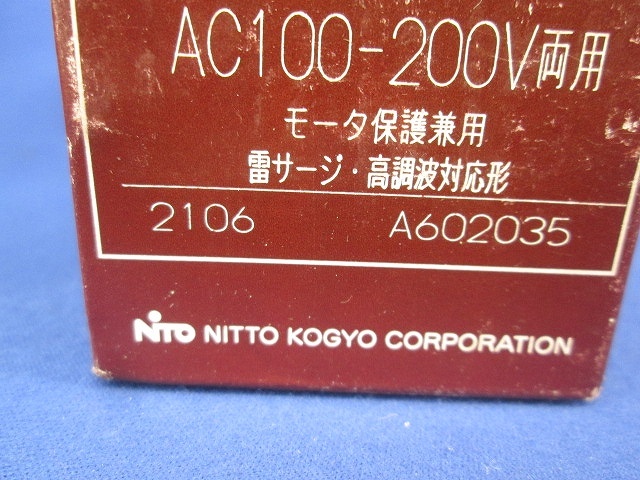 AC100-200V両用
モータ保護兼用
雷サージ・高調波対応形
2106 A602035
NITO NITTO KOGYO CORPORATION